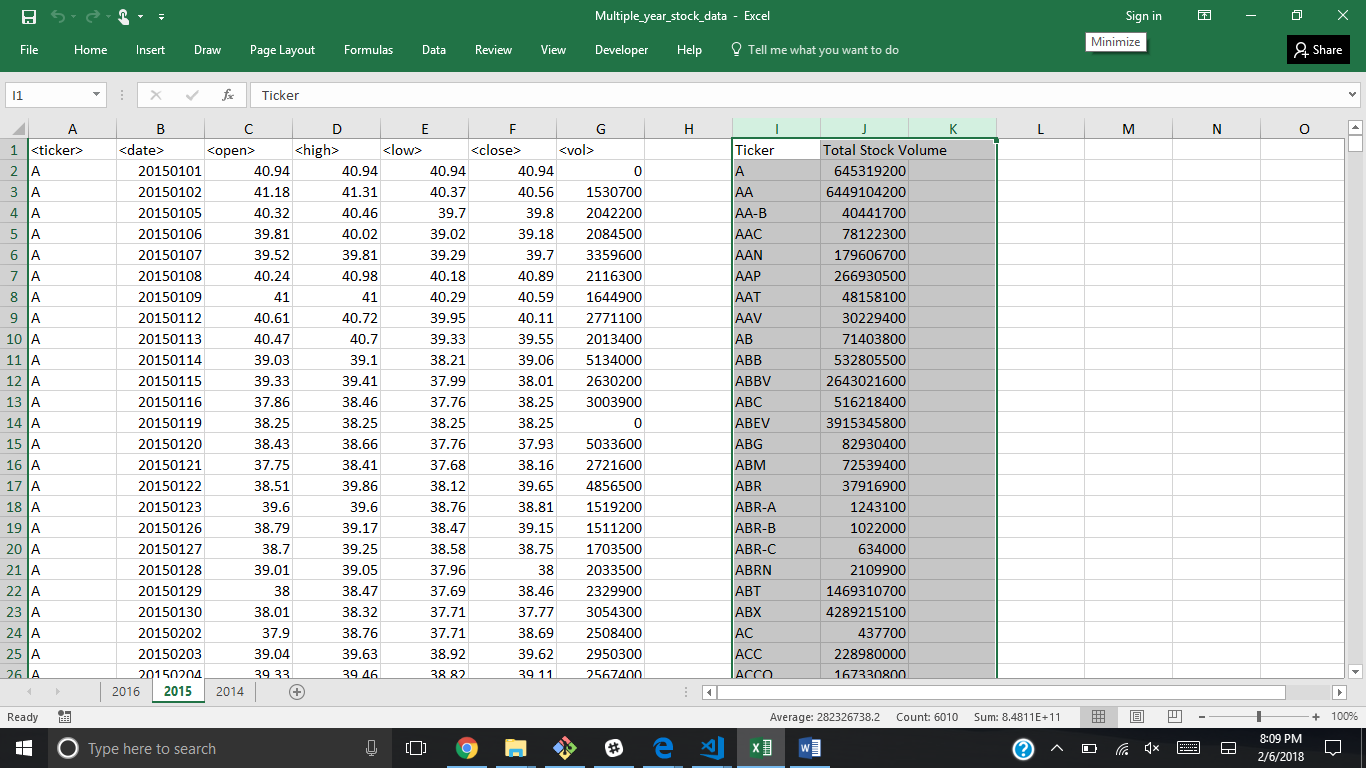 Multiple_year_stock_data - Excel
Sign in
File Home Insert Draw Page Layout Formulas Data Review View Developer Help Tell me what you want to do
Minimize
Share
I1 fx Ticker
A B C D E F G H I J K L M N O
1 <ticker> <date> <open> <high> <low> <close> <vol> Ticker Total Stock Volume
2 A 20150101 40.94 40.94 40.94 40.94 0 A 645319200
3 A 20150102 41.18 41.31 40.37 40.56 1530700 AA 6449104200
4 A 20150105 40.32 40.46 39.7 39.8 2042200 AA-B 40441700
5 A 20150106 39.81 40.02 39.02 39.18 2084500 AAC 78122300
6 A 20150107 39.52 39.81 39.29 39.7 3359600 AAN 179606700
7 A 20150108 40.24 40.98 40.18 40.89 2116300 AAP 266930500
8 A 20150109 41 41 40.29 40.59 1644900 AAT 48158100
9 A 20150112 40.61 40.72 39.95 40.11 2771100 AAV 30229400
10 A 20150113 40.47 40.7 39.33 39.55 2013400 AB 71403800
11 A 20150114 39.03 39.1 38.21 39.06 5134000 ABB 532805500
12 A 20150115 39.33 39.41 37.99 38.01 2630200 ABBV 2643021600
13 A 20150116 37.86 38.46 37.76 38.25 3003900 ABC 516218400
14 A 20150119 38.25 38.25 38.25 38.25 0 ABEV 3915345800
15 A 20150120 38.43 38.66 37.76 37.93 5033600 ABG 82930400
16 A 20150121 37.75 38.41 37.68 38.16 2721600 ABM 72539400
17 A 20150122 38.51 39.86 38.12 39.65 4856500 ABR 37916900
18 A 20150123 39.6 39.6 38.76 38.81 1519200 ABR-A 1243100
19 A 20150126 38.79 39.17 38.47 39.15 1511200 ABR-B 1022000
20 A 20150127 38.7 39.25 38.58 38.75 1703500 ABR-C 634000
21 A 20150128 39.01 39.05 37.96 38 2033500 ABRN 2109900
22 A 20150129 38 38.47 37.69 38.46 2329900 ABT 1469310700
23 A 20150130 38.01 38.32 37.71 37.77 3054300 ABX 4289215100
24 A 20150202 37.9 38.76 37.71 38.69 2508400 AC 437700
25 A 20150203 39.04 39.63 38.92 39.62 2950300 ACC 228980000
26 A 20150204 39.33 39.46 38.82 39.11 2567400 ACCO 167330800
2016 2015 2014
Ready Average: 282326738.2 Count: 6010 Sum: 8.4811E+11 100%
Type here to search
8:09 PM
2/6/2018